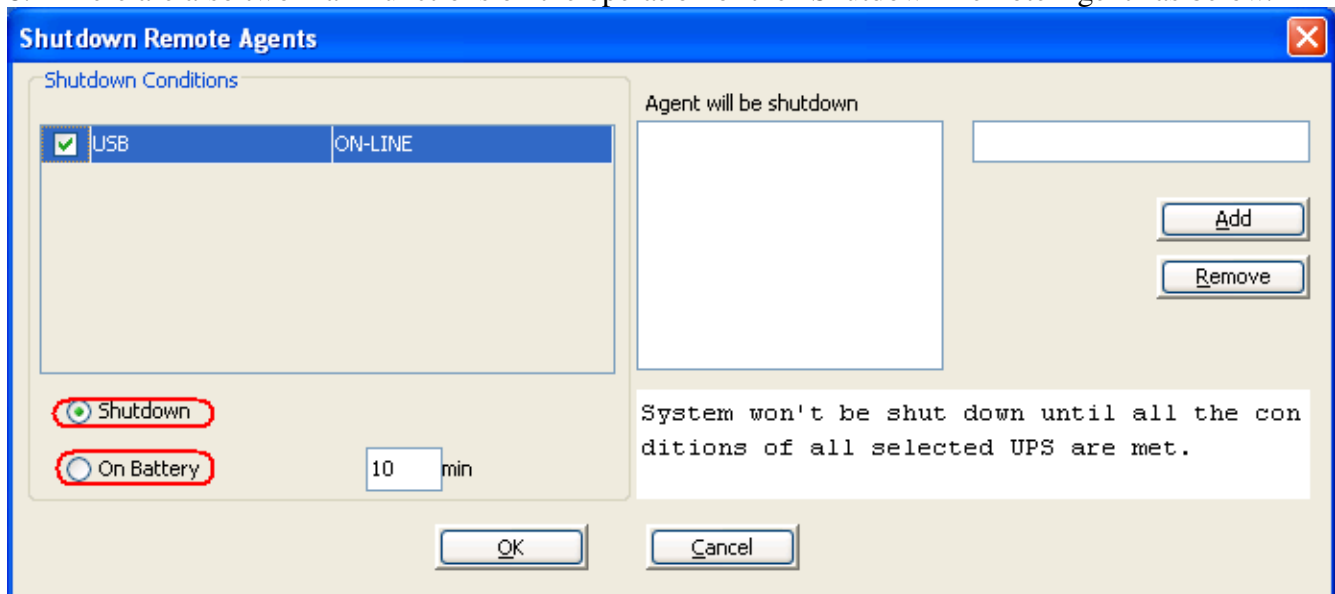 Shutdown Remote Agents
Shutdown Conditions
USB ON-LINE
Shutdown
On Battery 10 min
Agent will be shutdown
Add
Remove
System won't be shut down until all the con
ditions of all selected UPS are met.
OK Cancel